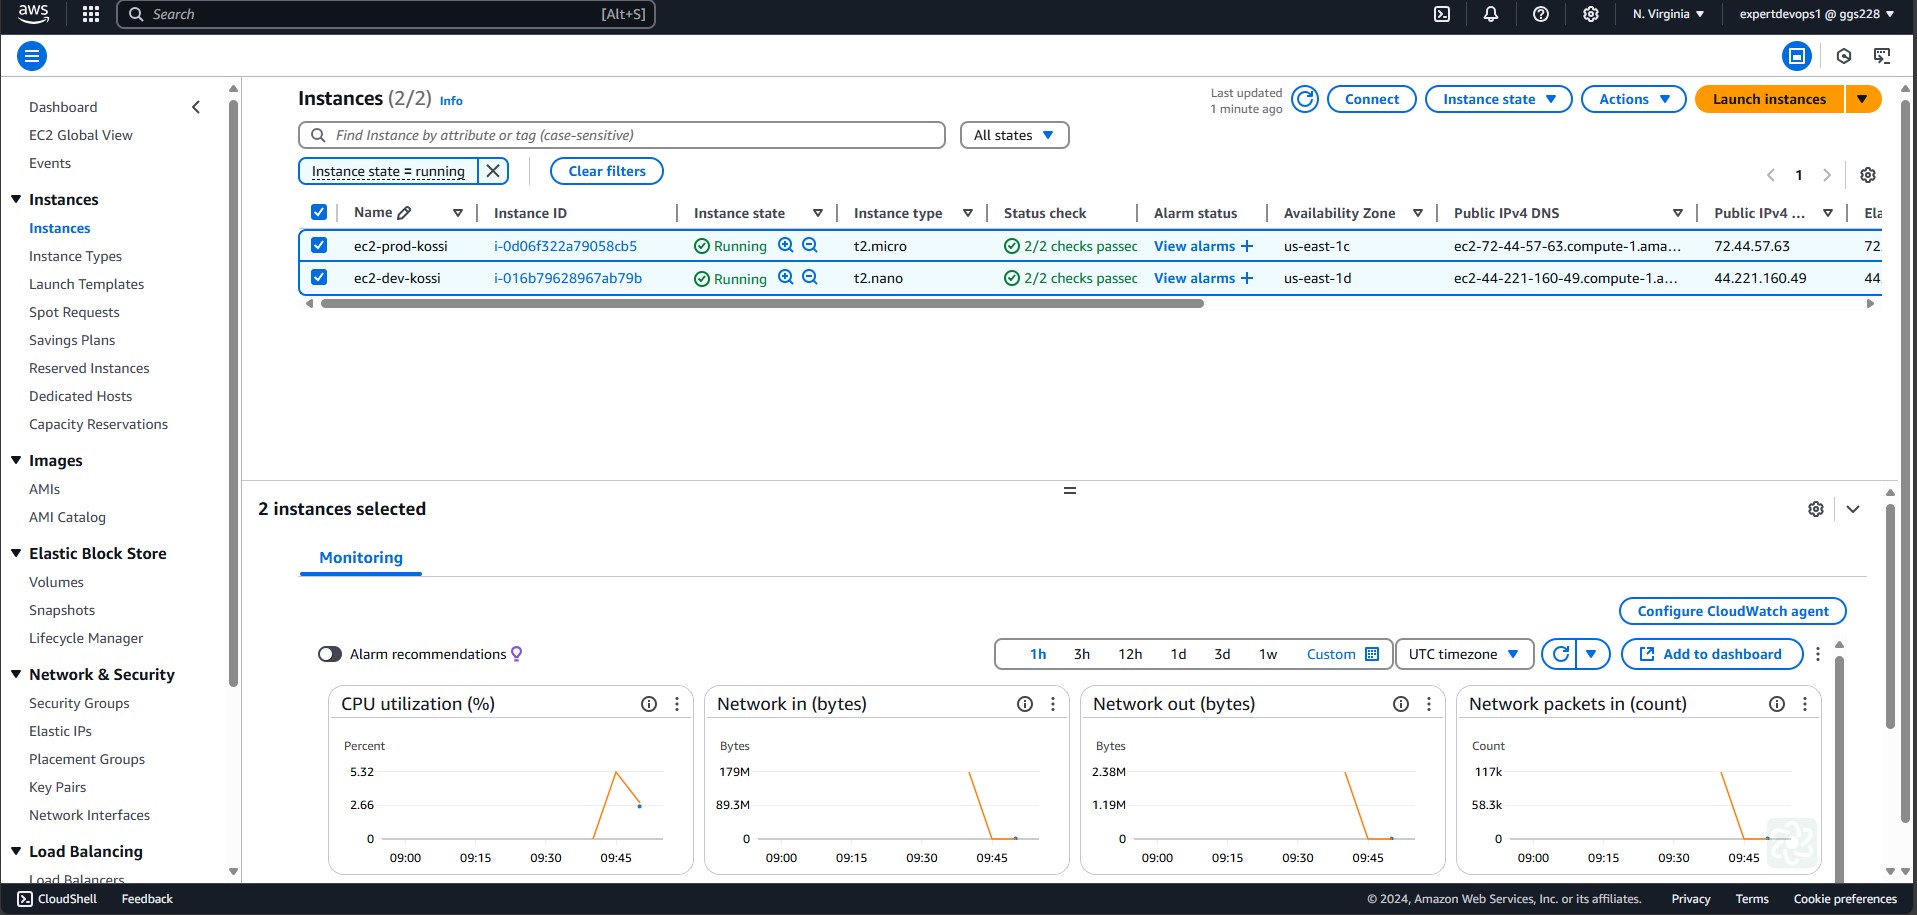 aws
Search
[Alt+S]
N. Virginia
expertdevops1 @ ggs228
Dashboard
EC2 Global View
Events
Instances
Instances
Instance Types
Launch Templates
Spot Requests
Savings Plans
Reserved Instances
Dedicated Hosts
Capacity Reservations
Images
AMIs
AMI Catalog
Elastic Block Store
Volumes
Snapshots
Lifecycle Manager
Network & Security
Security Groups
Elastic IPs
Placement Groups
Key Pairs
Network Interfaces
Load Balancing
Load Balancers
Instances (2/2) Info
Last updated
1 minute ago
Connect
Instance state
Actions
Launch instances
Find Instance by attribute or tag (case-sensitive)
All states
Instance state = running
Clear filters
1
Name Instance ID Instance state Instance type Status check Alarm status Availability Zone Public IPv4 DNS Public IPv4 ... Ela
ec2-prod-kossi i-0d06f322a79058cb5 Running t2.micro 2/2 checks passec View alarms + us-east-1c ec2-72-44-57-63.compute-1.ama... 72.44.57.63 72.
ec2-dev-kossi i-016b79628967ab79b Running t2.nano 2/2 checks passec View alarms + us-east-1d ec2-44-221-160-49.compute-1.a... 44.221.160.49 44.
2 instances selected
Monitoring
Configure CloudWatch agent
Alarm recommendations
1h 3h 12h 1d 3d 1w Custom
UTC timezone
Add to dashboard
CPU utilization (%)
Percent
5.32
2.66
0
09:00 09:15 09:30 09:45
Network in (bytes)
Bytes
179M
89.3M
0
09:00 09:15 09:30 09:45
Network out (bytes)
Bytes
2.38M
1.19M
0
09:00 09:15 09:30 09:45
Network packets in (count)
Count
117k
58.3k
0
09:00 09:15 09:30 09:45
CloudShell
Feedback
© 2024, Amazon Web Services, Inc. or its affiliates.
Privacy
Terms
Cookie preferences